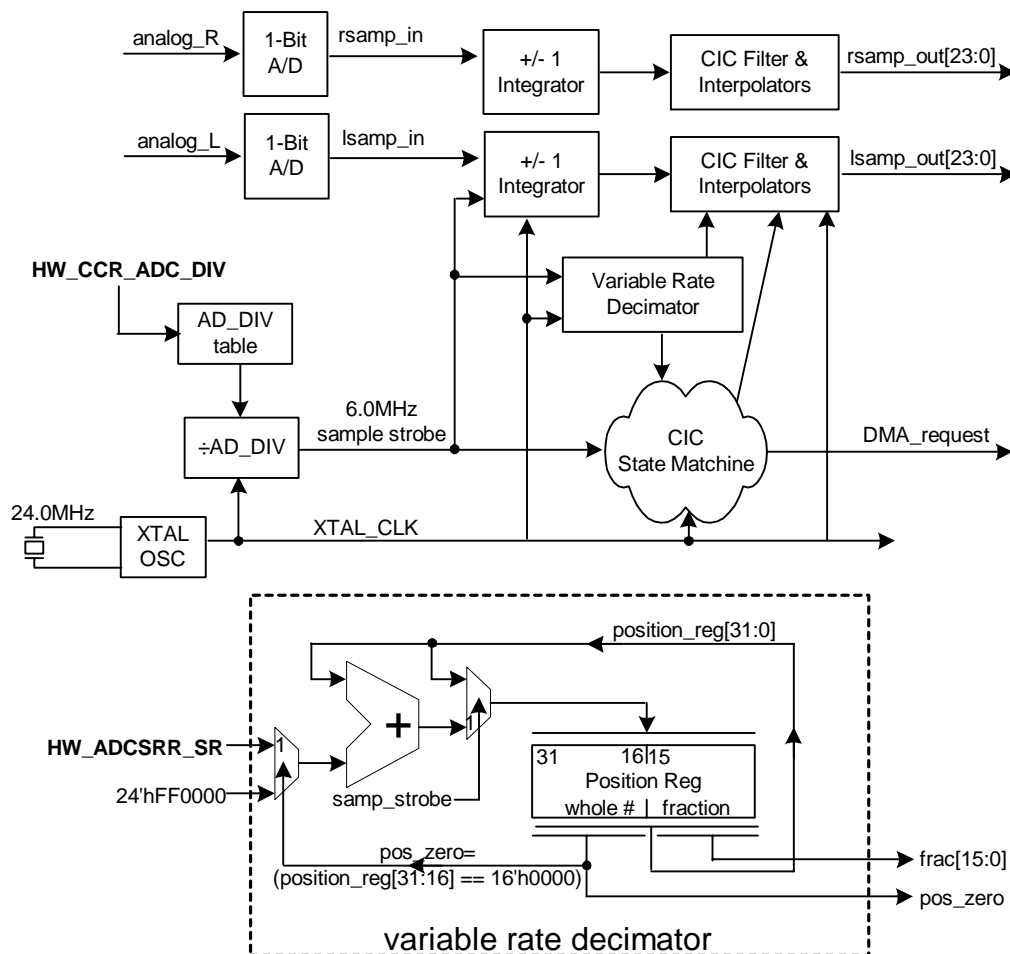 analog_R
1-Bit
A/D
rsamp_in
+/- 1
Integrator
CIC Filter &
Interpolators
rsamp_out[23:0]
analog_L
1-Bit
A/D
lsamp_in
+/- 1
Integrator
CIC Filter &
Interpolators
lsamp_out[23:0]
HW_CCR_ADC_DIV
AD_DIV
table
Variable Rate
Decimator
÷AD_DIV
6.0MHz
sample strobe
CIC
State Matchine
DMA_request
24.0MHz
XTAL
OSC
XTAL_CLK
position_reg[31:0]
+
1
1
HW_ADCSRR_SR
24'hFF0000
samp_strobe
31
16
15
Position Reg
whole #
fraction
pos_zero=
(position_reg[31:16] == 16'h0000)
frac[15:0]
pos_zero
variable rate decimator